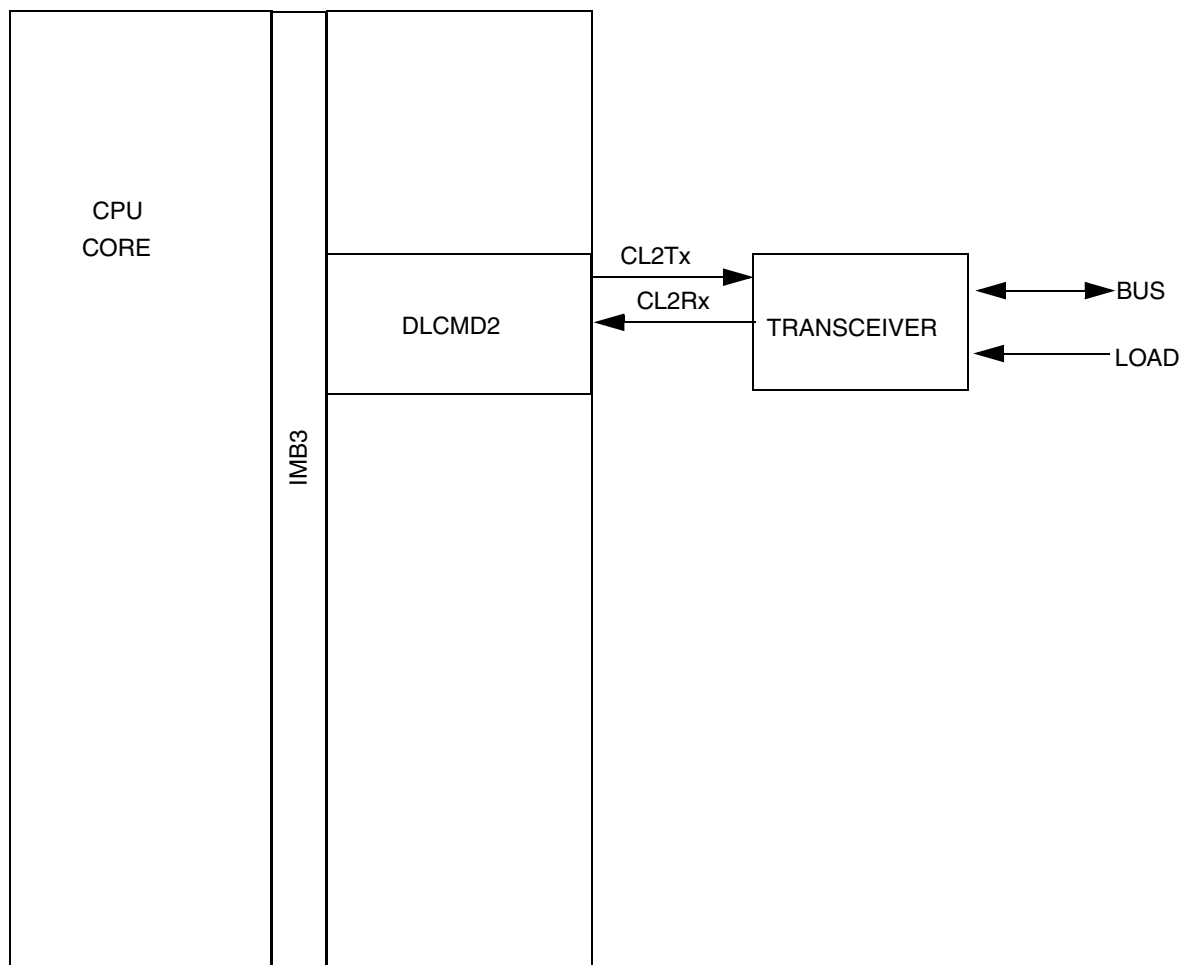 CPU
CORE
CL2Tx
CL2Rx
DLCMD2
TRANSCEIVER
BUS
LOAD
IMB3